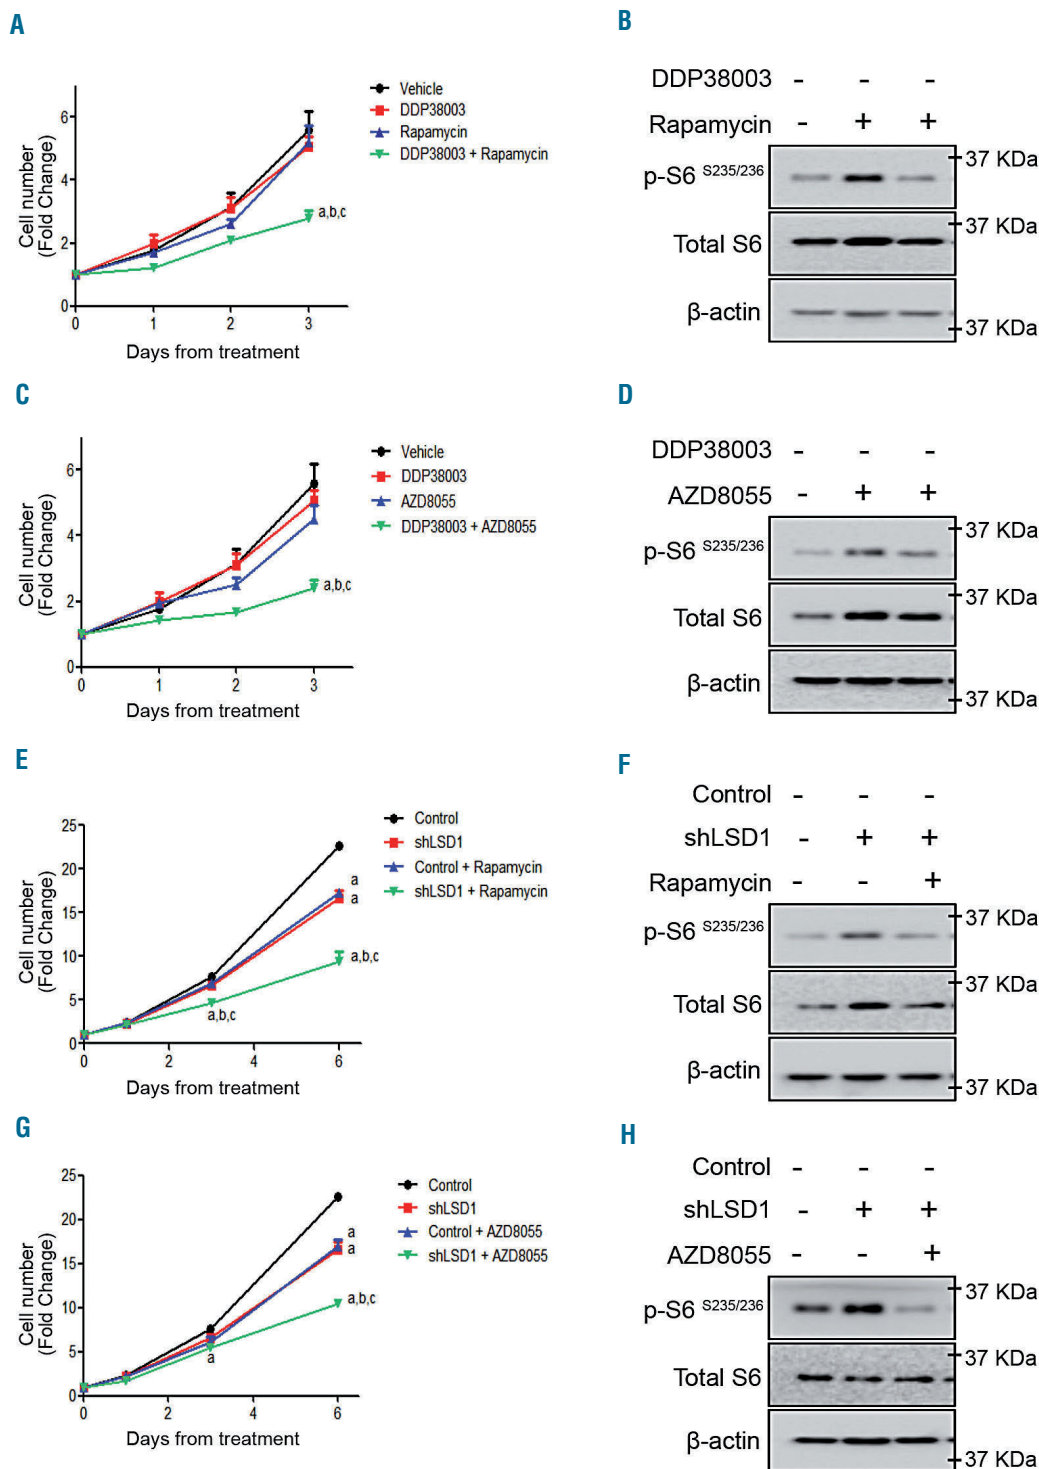 A
6
4
2
0
0
1
2
3
Cell number
(Fold Change)
Days from treatment
Vehicle
DDP38003
Rapamycin
DDP38003 + Rapamycin
a,b,c
B
DDP38003 - - -
Rapamycin - + +
p-S6 S235/236
37 KDa
Total S6
37 KDa
β-actin
37 KDa
C
6
4
2
0
0
1
2
3
Cell number
(Fold Change)
Days from treatment
Vehicle
DDP38003
AZD8055
DDP38003 + AZD8055
a,b,c
D
DDP38003 - - -
AZD8055 - + +
p-S6 S235/236
37 KDa
Total S6
37 KDa
β-actin
37 KDa
E
25
20
15
10
5
0
0
2
4
6
Cell number
(Fold Change)
Days from treatment
Control
shLSD1
Control + Rapamycin
shLSD1 + Rapamycin
a
a
a,b,c
a,b,c
F
Control - - -
shLSD1 - + +
Rapamycin - - +
p-S6 S235/236
37 KDa
Total S6
37 KDa
β-actin
37 KDa
G
25
20
15
10
5
0
0
2
4
6
Cell number
(Fold Change)
Days from treatment
Control
shLSD1
Control + AZD8055
shLSD1 + AZD8055
a
a
a,b,c
a
H
Control - - -
shLSD1 - + +
AZD8055 - - +
p-S6 S235/236
37 KDa
Total S6
37 KDa
β-actin
37 KDa